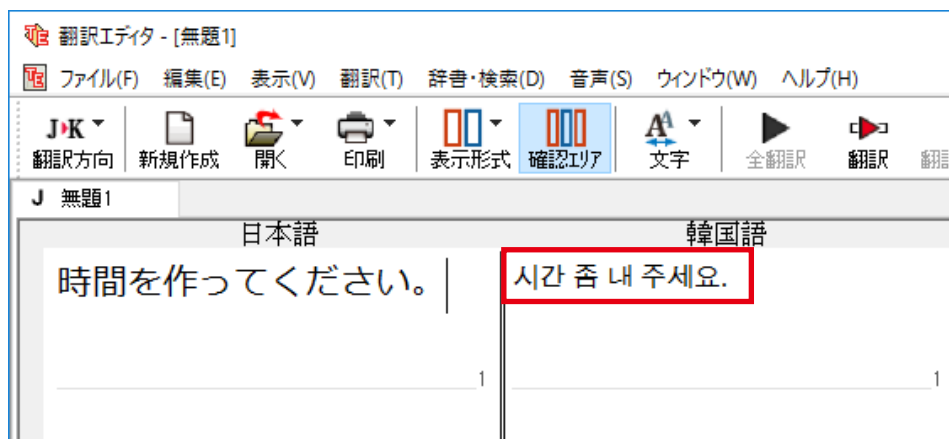 翻訳エディタ - [無題1]
ファイル(F) 編集(E) 表示(V) 翻訳(T) 辞書・検索(D) 音声(S) ウィンドウ(W) ヘルプ(H)
J▸K
翻訳方向 新規作成 開く 印刷 表示形式 確認エリア 文字 全翻訳 翻訳
J 無題1
日本語 韓国語
時間を作ってください。 시간 좀 내 주세요.
1 1